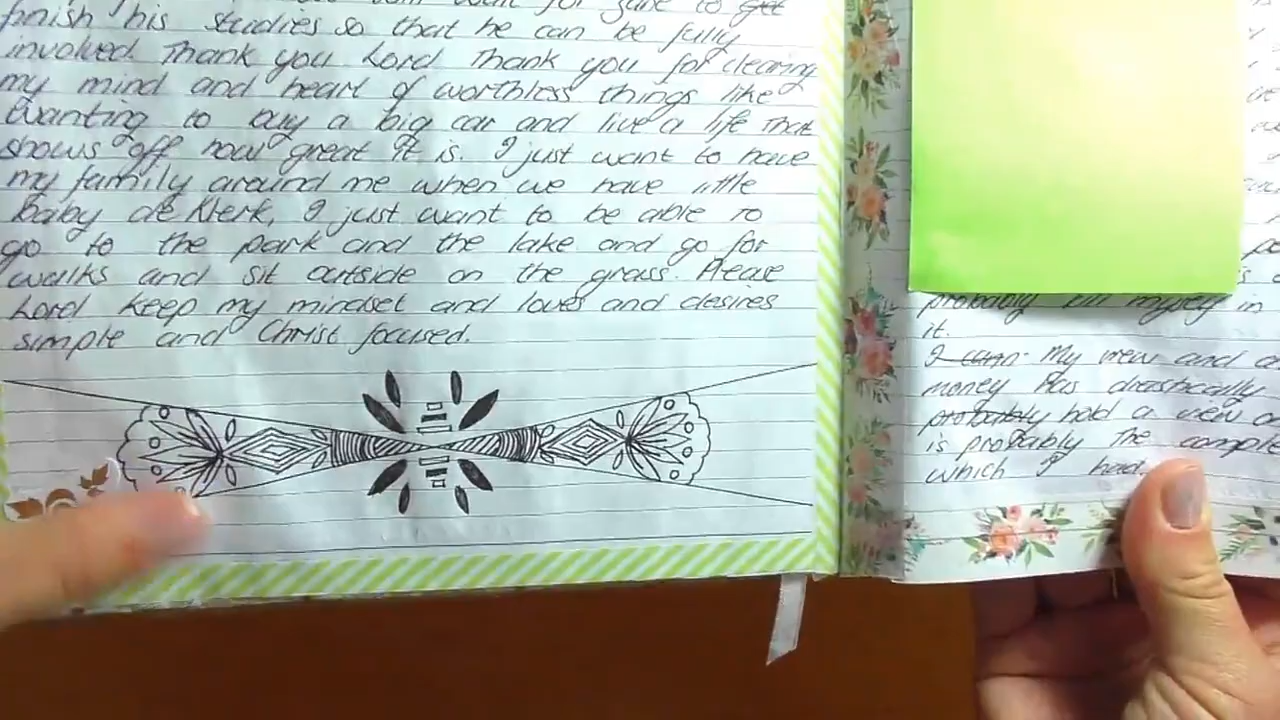 finish his studies so that he can be fully
involved. Thank you Lord Thank you for clearing
my mind and heart of worthless things like
wanting to buy a big car and live a life that
shows off how great it is. I just want to have
my family around me when we have little
baby de Klerk, I just want to be able to
go to the park and the lake and go for
walks and sit outside on the grass. Please
Lord keep my mindset and loves and desires
simple and Christ focused.
probably kill myself in
it.
I My view and
money has drastically
probably hold a view
is probably the
which I